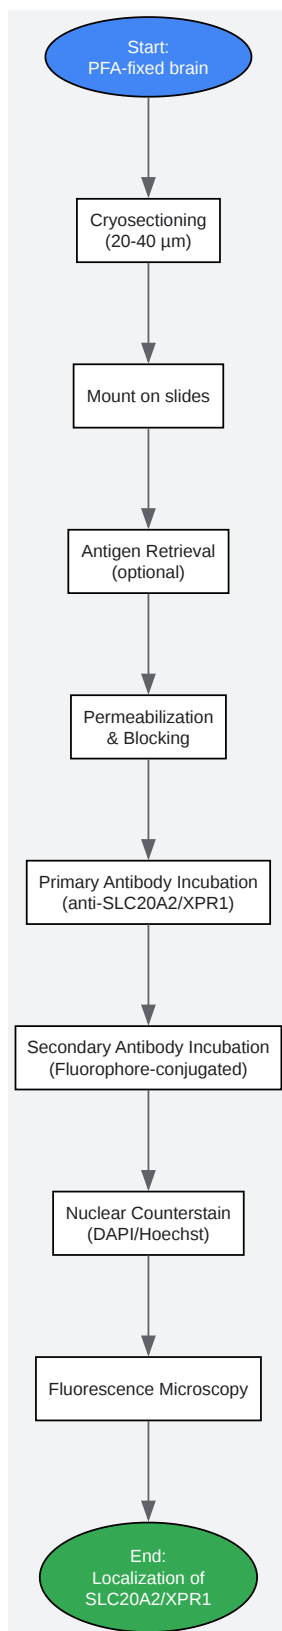 Start:
PFA-fixed brain
Cryosectioning
(20-40 µm)
Mount on slides
Antigen Retrieval
(optional)
Permeabilization
& Blocking
Primary Antibody Incubation
(anti-SLC20A2/XPR1)
Secondary Antibody Incubation
(Fluorophore-conjugated)
Nuclear Counterstain
(DAPI/Hoechst)
Fluorescence Microscopy
End:
Localization of
SLC20A2/XPR1